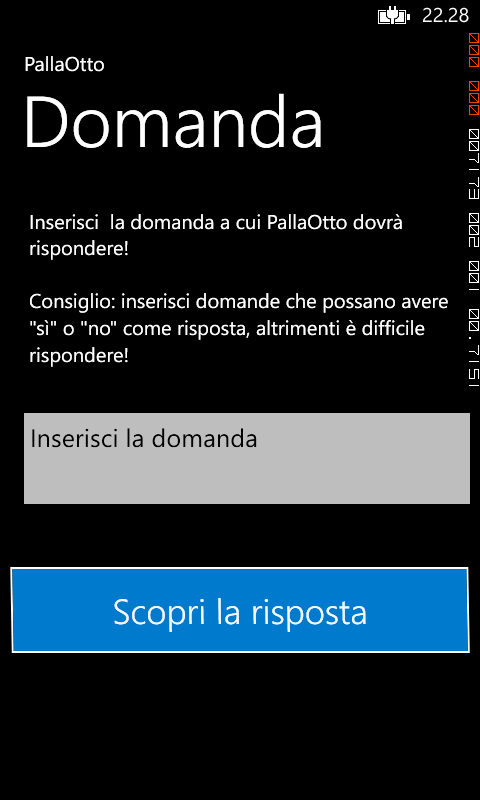 22.28
PallaOtto
Domanda
Inserisci  la domanda a cui PallaOtto dovrà
rispondere!
Consiglio: inserisci domande che possano avere
"sì" o "no" come risposta, altrimenti è difficile
rispondere!
Inserisci la domanda
Scopri la risposta
000 000 007173 002 001 00.7151